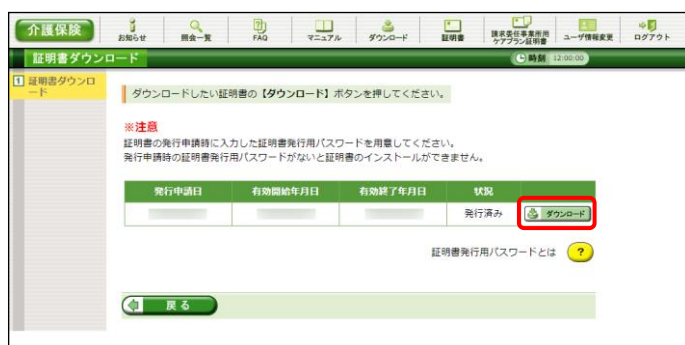 介護保険
お知らせ
照会一覧
FAQ
マニュアル
ダウンロード
証明書
請求委任事業所用
ケアプラン証明書
ユーザ情報変更
ログアウト
証明書ダウンロード
時刻 12:00:00
1 証明書ダウンロ
ード
ダウンロードしたい証明書の【ダウンロード】ボタンを押してください。
※注意
証明書の発行申請時に入力した証明書発行用パスワードを用意してください。
発行申請時の証明書発行用パスワードがないと証明書のインストールができません。
発行申請日 有効開始年月日 有効終了年月日 状況
発行済み ダウンロード
証明書発行用パスワードとは ?
戻る